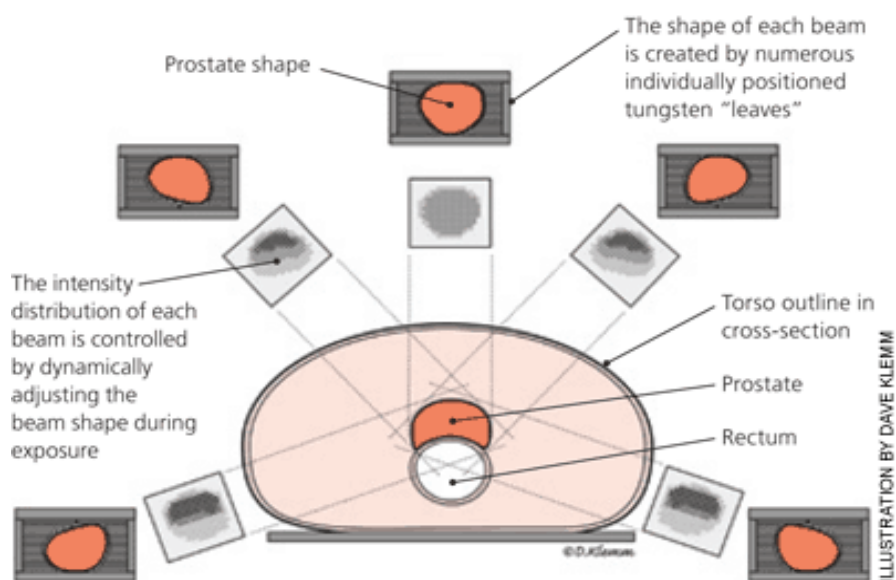 Prostate shape
The shape of each beam
is created by numerous
individually positioned
tungsten “leaves”
The intensity
distribution of each
beam is controlled
by dynamically
adjusting the
beam shape during
exposure
Torso outline in
cross-section
Prostate
Rectum
©D.Klemm
ILLUSTRATION BY DAVE KLEMM